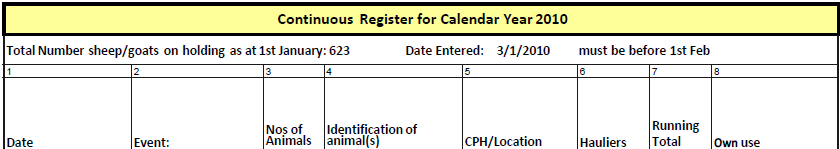 Continuous Register for Calendar Year 2010
Total Number sheep/goats on holding as at 1st January: 623 Date Entered: 3/1/2010 must be before 1st Feb
1 2 3 4 5 6 7 8
Date Event: Nos of Animals Identification of animal(s) CPH/Location Hauliers Running Total Own use